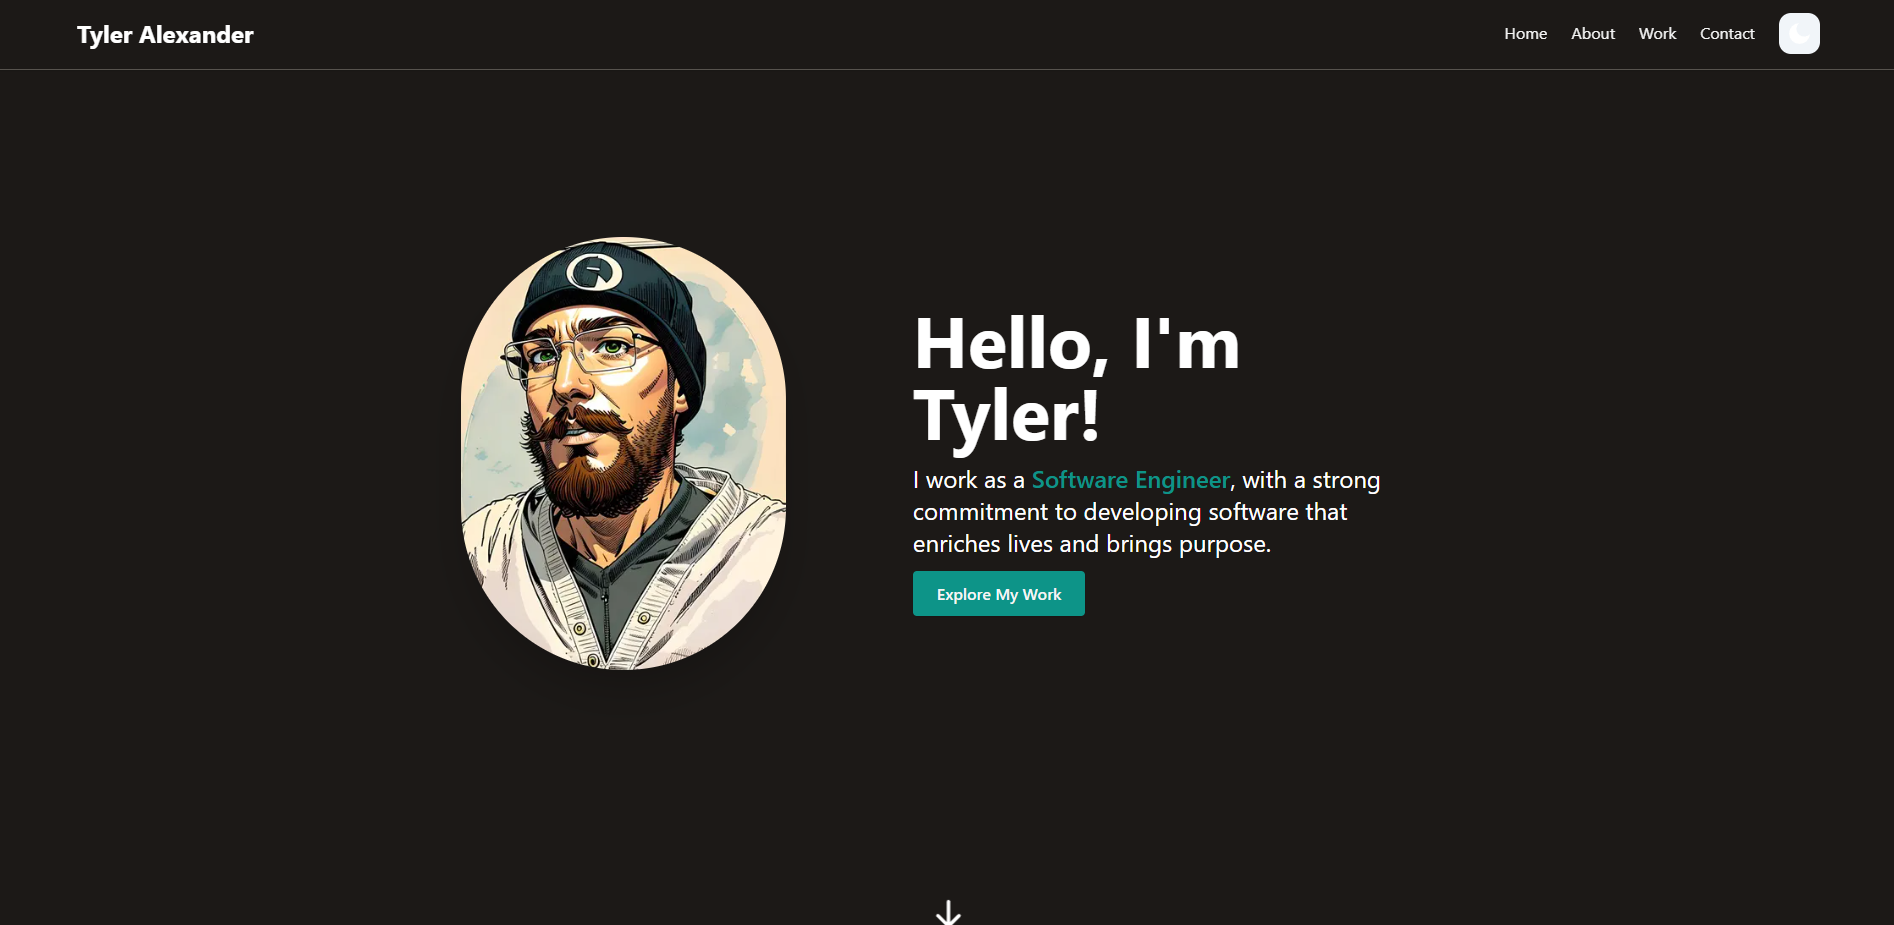 Tyler Alexander
Home About Work Contact
Hello, I'm
Tyler!
I work as a Software Engineer, with a strong
commitment to developing software that
enriches lives and brings purpose.
Explore My Work